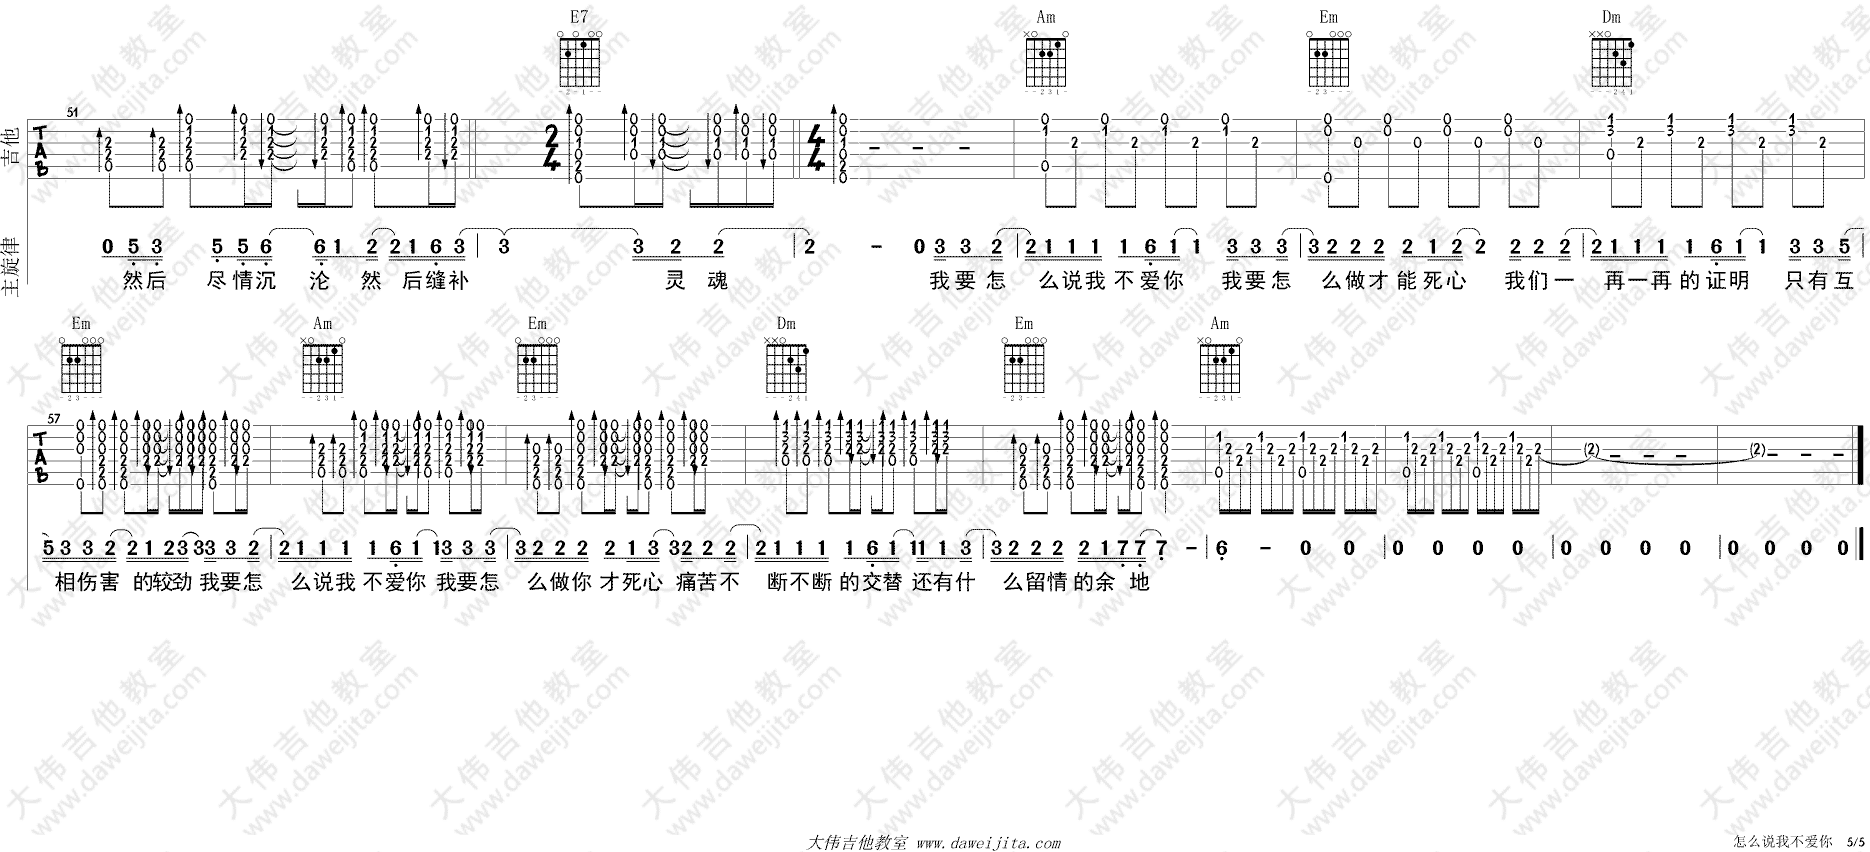 E7 Am Em Dm
51
吉他
TAB
2/4 4/4
主旋律
0 5 3 5 5 6 6 1 2 2 1 6 3 | 3 3 2 2 | 2 - 0 3 3 2 | 2 1 1 1 1 6 1 1 3 3 3 | 3 2 2 2 2 1 2 2 2 2 2 | 2 1 1 1 1 6 1 1 3 3 5
然后 尽情沉 沦 然 后缝补 灵 魂 我要怎 么说我 不爱你 我要怎 么做才能死心 我们一 再一再的证明 只有互
Em Am Em Dm Em Am
57
TAB
5 3 3 2 2 1 2 3 3 3 3 2 | 2 1 1 1 1 6 1 1 3 3 3 | 3 2 2 2 2 1 3 3 2 2 2 | 2 1 1 1 1 6 1 1 1 1 3 | 3 2 2 2 2 1 7 7 7 - | 6 - 0 0 | 0 0 0 0 | 0 0 0 0 | 0 0 0 0
相伤害 的较劲 我要怎 么说我 不爱你 我要怎 么做你 才死心 痛苦不 断不断的交替 还有什 么留情的余 地
大伟吉他教室 www.daweijita.com
怎么说我不爱你 5/5